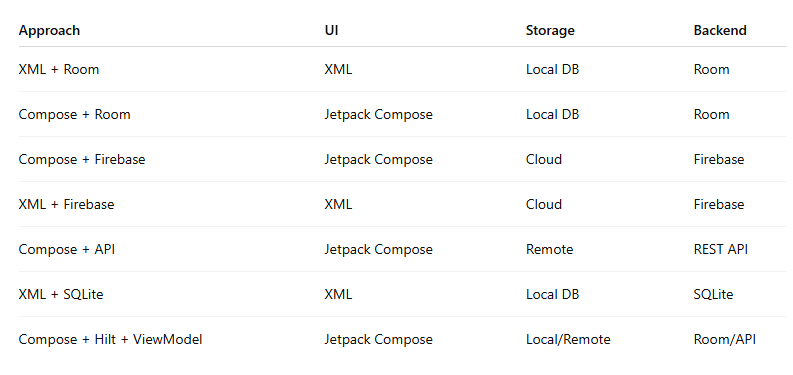 Approach UI Storage Backend
XML + Room XML Local DB Room
Compose + Room Jetpack Compose Local DB Room
Compose + Firebase Jetpack Compose Cloud Firebase
XML + Firebase XML Cloud Firebase
Compose + API Jetpack Compose Remote REST API
XML + SQLite XML Local DB SQLite
Compose + Hilt + ViewModel Jetpack Compose Local/Remote Room/API